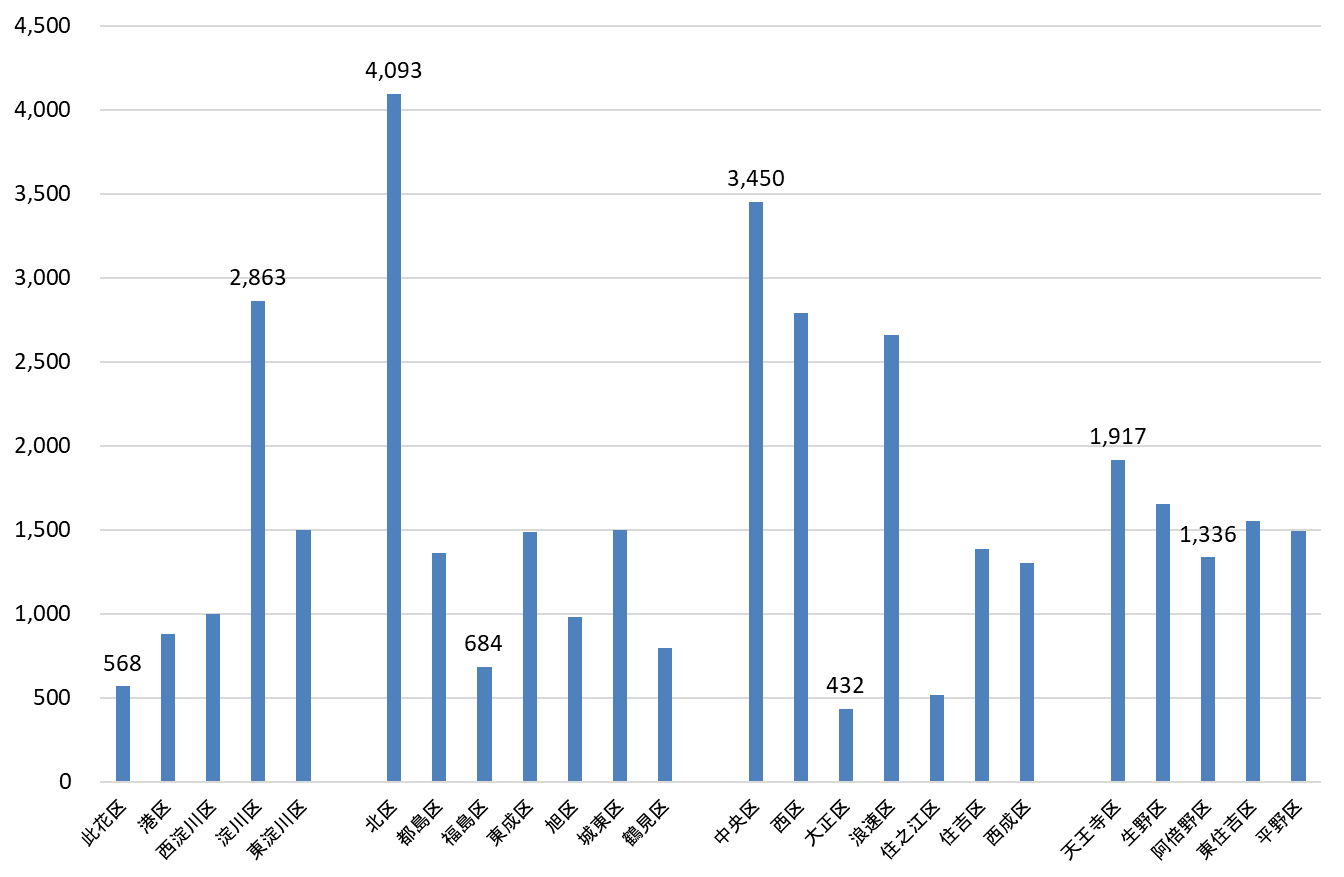 4,500
4,000
3,500
3,000
2,500
2,000
1,500
1,000
500
0
568
2,863
4,093
684
3,450
432
1,917
1,336
此花区
港区
西淀川区
淀川区
東淀川区
北区
都島区
福島区
東成区
旭区
城東区
鶴見区
中央区
西区
大正区
浪速区
住之江区
住吉区
西成区
天王寺区
生野区
阿倍野区
東住吉区
平野区